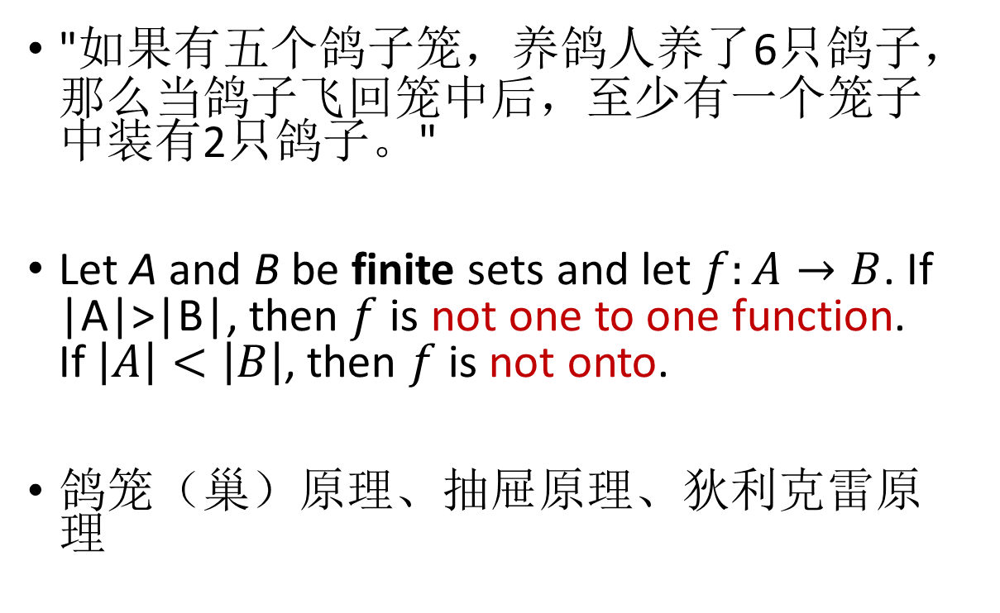 • "如果有五个鸽子笼，养鸽人养了6只鸽子，
那么当鸽子飞回笼中后，至少有一个笼子
中装有2只鸽子。"
• Let A and B be finite sets and let f: A → B. If
|A|>|B|, then f is not one to one function.
If |A| < |B|, then f is not onto.
• 鸽笼（巢）原理、抽屉原理、狄利克雷原
理